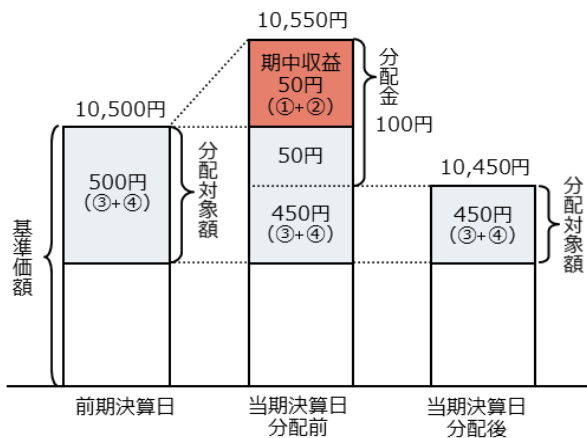 10,550円
期中収益
50円
(①+②)
分配金
100円
10,500円
50円
10,450円
500円
(③+④)
分配対象額
450円
(③+④)
450円
(③+④)
分配対象額
基準価額
前期決算日
当期決算日
分配前
当期決算日
分配後